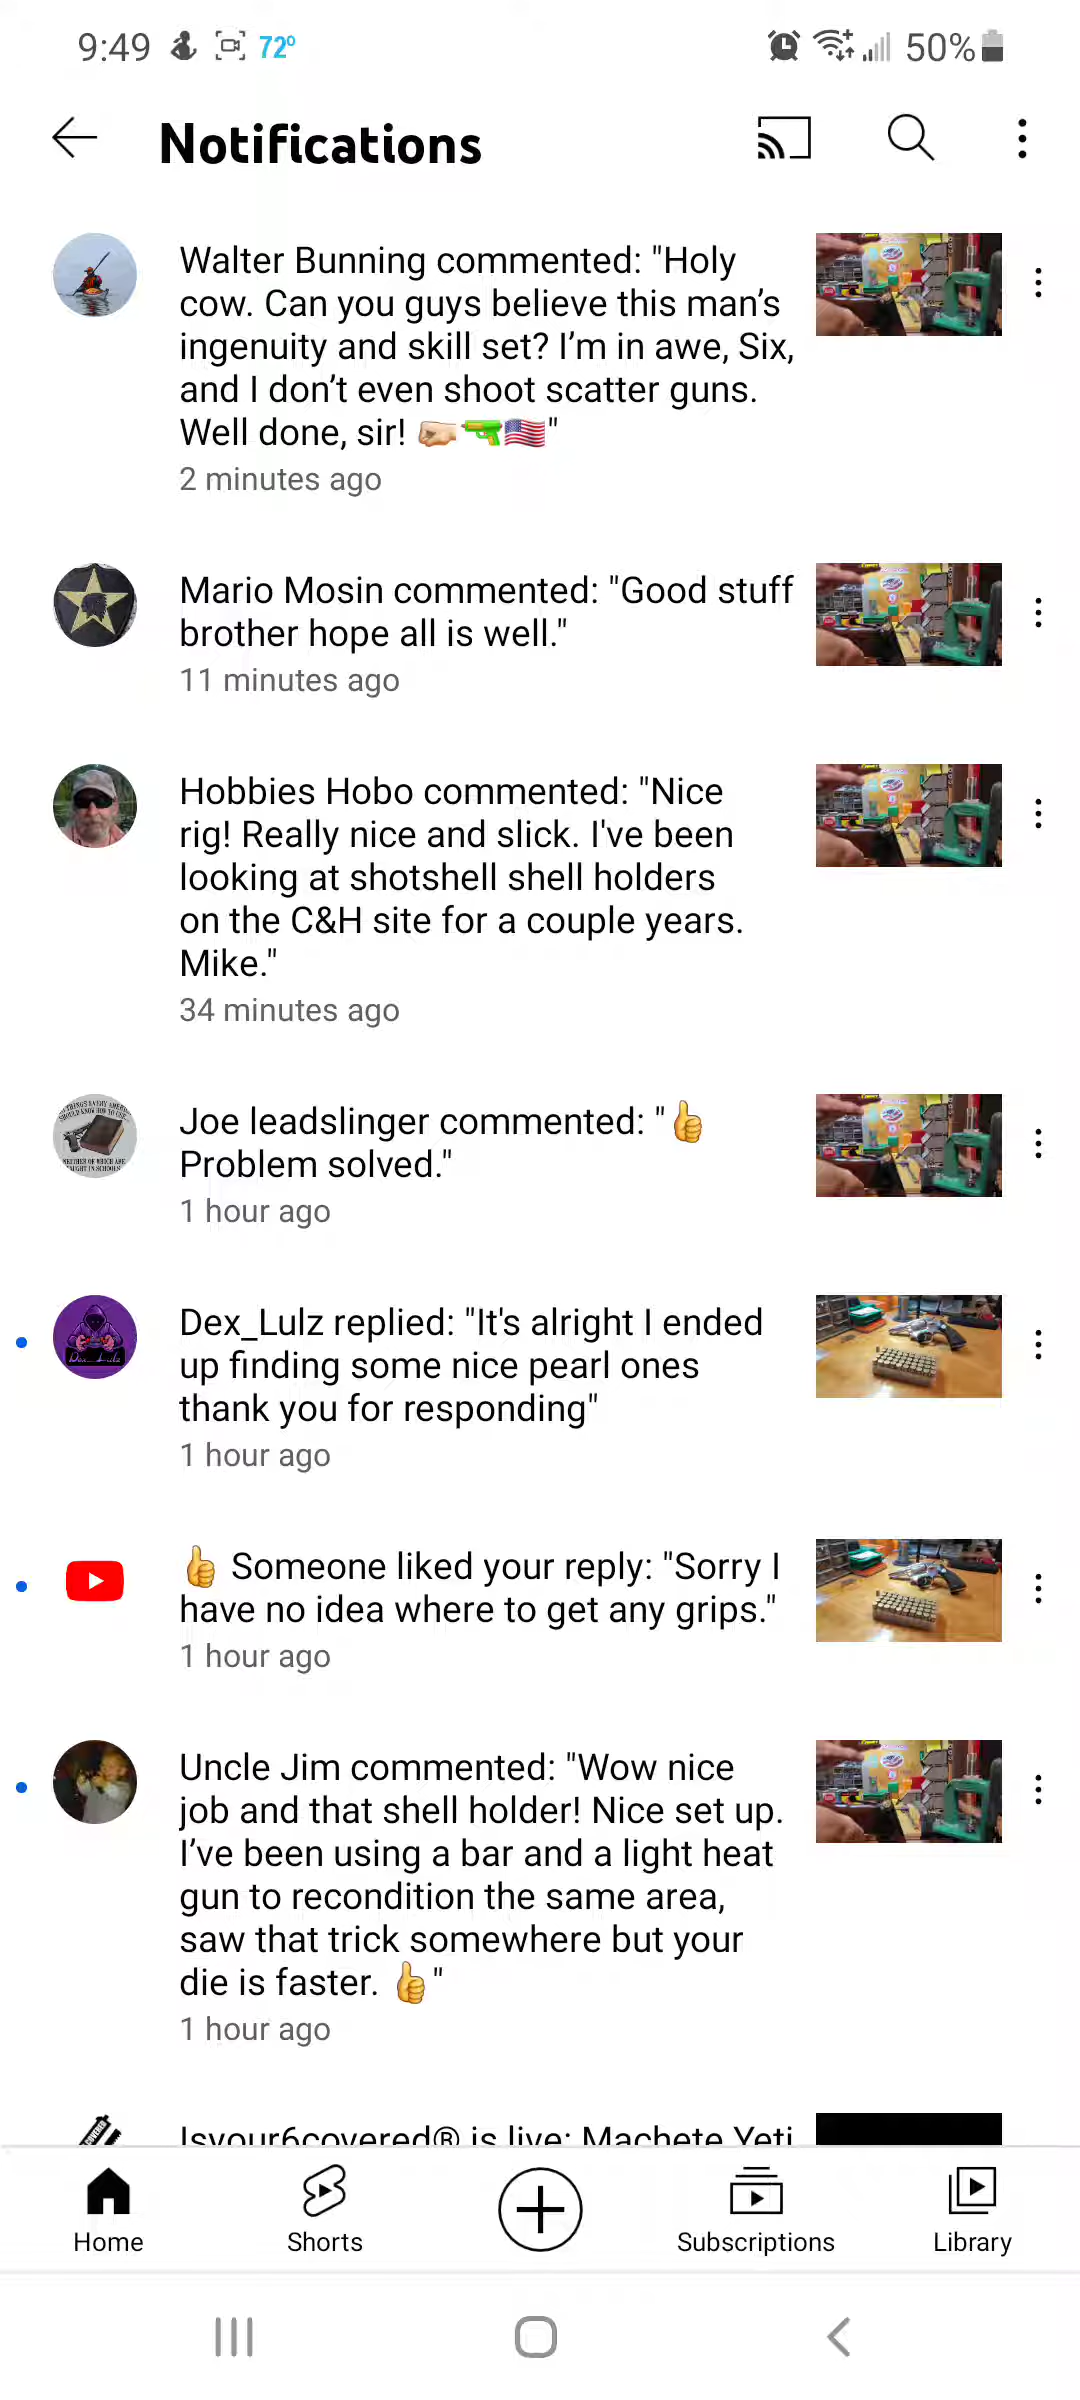 9:49 72° 50%
Notifications
Walter Bunning commented: "Holy
cow. Can you guys believe this man’s
ingenuity and skill set? I’m in awe, Six,
and I don’t even shoot scatter guns.
Well done, sir! 🤛🏻🔫🇺🇸"
2 minutes ago
Mario Mosin commented: "Good stuff
brother hope all is well."
11 minutes ago
Hobbies Hobo commented: "Nice
rig! Really nice and slick. I've been
looking at shotshell shell holders
on the C&H site for a couple years.
Mike."
34 minutes ago
Joe leadslinger commented: "👍
Problem solved."
1 hour ago
Dex_Lulz replied: "It's alright I ended
up finding some nice pearl ones
thank you for responding"
1 hour ago
👍 Someone liked your reply: "Sorry I
have no idea where to get any grips."
1 hour ago
Uncle Jim commented: "Wow nice
job and that shell holder! Nice set up.
I’ve been using a bar and a light heat
gun to recondition the same area,
saw that trick somewhere but your
die is faster. 👍"
1 hour ago
Isyour6covered® is live: Machete Yeti
Home Shorts Subscriptions Library